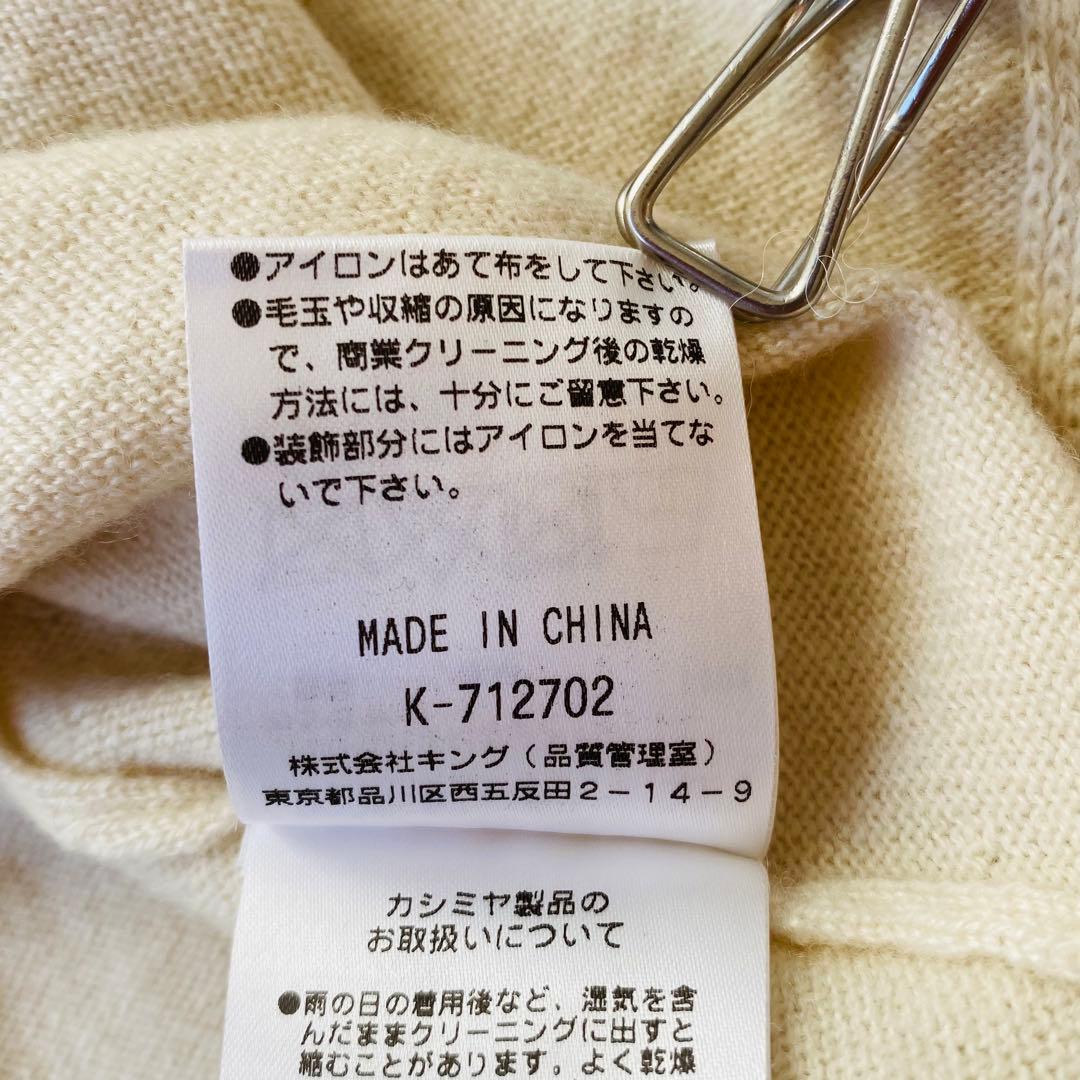 ●アイロンはあて布をして下さい。
●毛玉や収縮の原因になりますの
で、商業クリーニング後の乾燥
方法には、十分にご留意下さい。
●装飾部分にはアイロンを当てな
いで下さい。
MADE IN CHINA
K-712702
株式会社キング（品質管理室）
東京都品川区西五反田2-14-9
カシミヤ製品の
お取扱いについて
●雨の日の着用後など、湿気を含
んだままクリーニングに出すと
縮むことがあります。よく乾燥